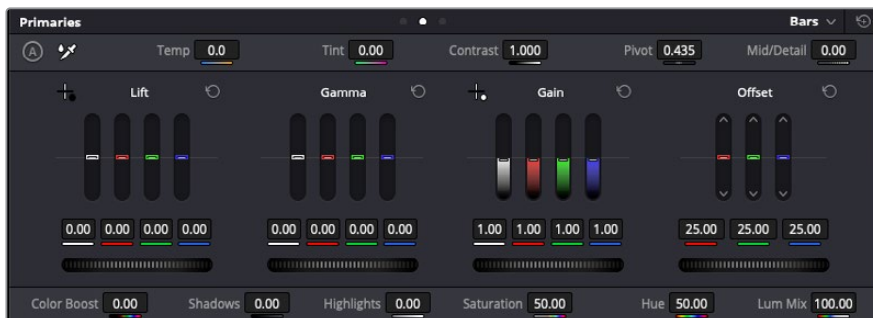 Primaries Bars
A Temp 0.0 Tint 0.00 Contrast 1.000 Pivot 0.435 Mid/Detail 0.00
Lift Gamma Gain Offset
0.00 0.00 0.00 0.00 0.00 0.00 0.00 0.00 1.00 1.00 1.00 1.00 25.00 25.00 25.00
Color Boost 0.00 Shadows 0.00 Highlights 0.00 Saturation 50.00 Hue 50.00 Lum Mix 100.00